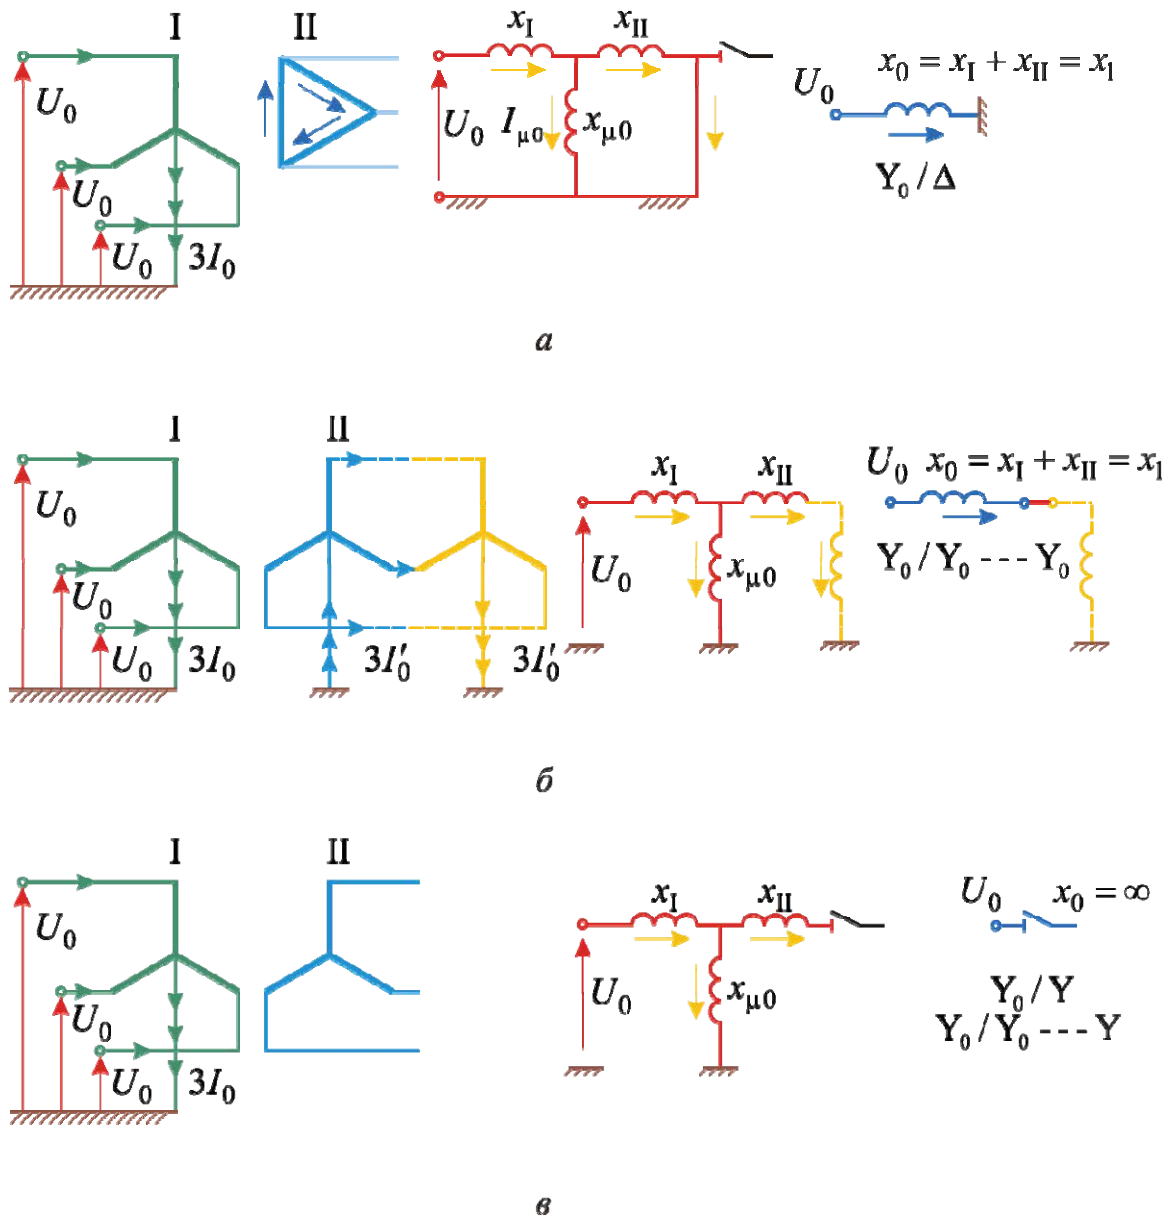 I II x_I x_II
U_0 x_0 = x_I + x_II = x_1
U_0 U_0 I_μ0 x_μ0
U_0 Y_0 / Δ
U_0 3I_0
а
I II
x_I x_II U_0 x_0 = x_I + x_II = x_1
U_0
U_0 U_0 x_μ0 Y_0 / Y_0 - - - Y_0
U_0 3I_0 3I'_0 3I'_0
б
I II
x_I x_II U_0 x_0 = ∞
U_0
U_0 U_0 x_μ0 Y_0 / Y
Y_0 / Y_0 - - - Y
U_0 3I_0
в